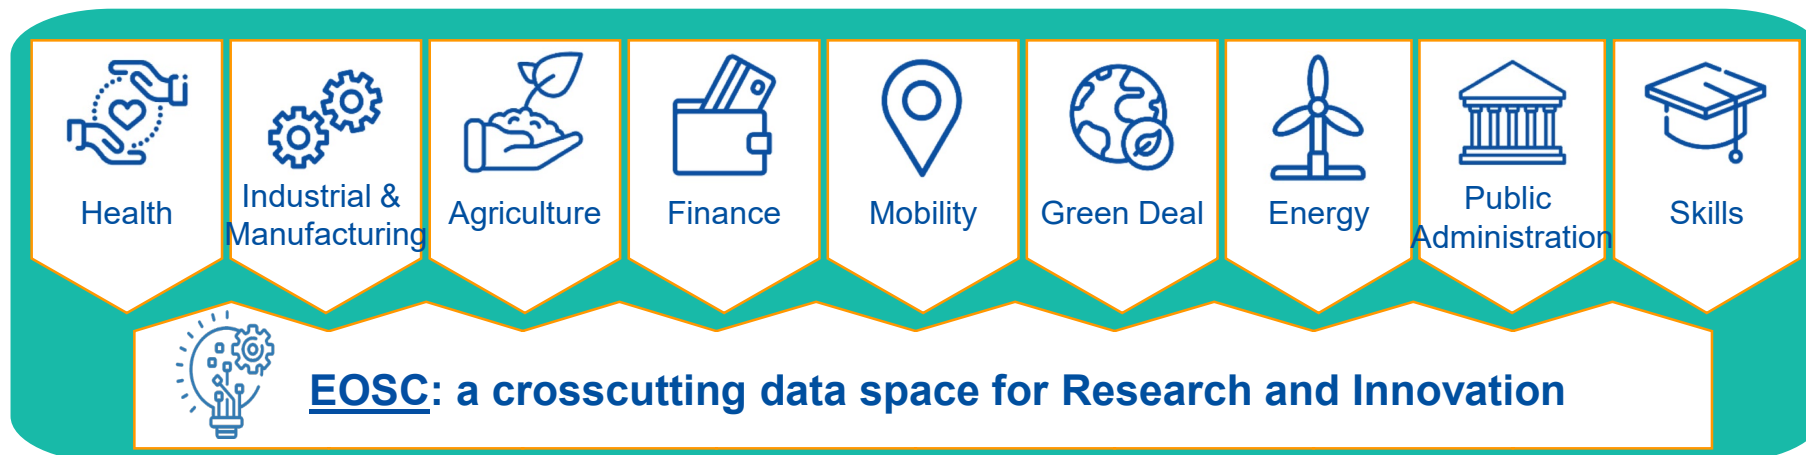 Health
Industrial &
Manufacturing
Agriculture
Finance
Mobility
Green Deal
Energy
Public
Administration
Skills
EOSC: a crosscutting data space for Research and Innovation